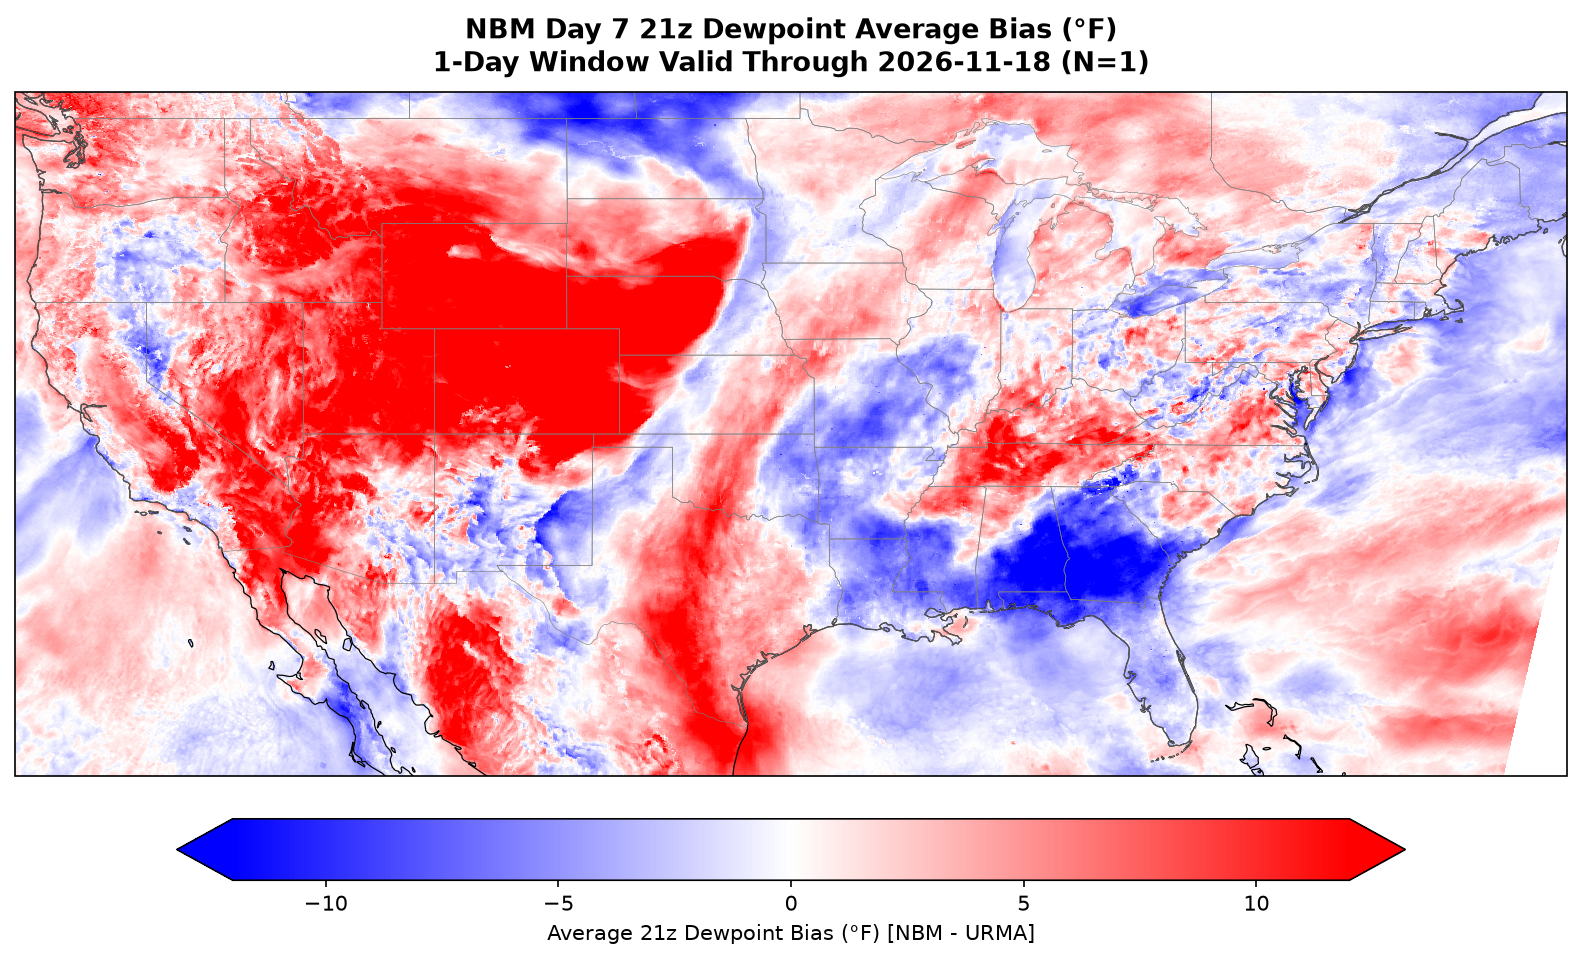 NBM Day 7 21z Dewpoint Average Bias (°F)
1-Day Window Valid Through 2026-11-18 (N=1)
−10 −5 0 5 10
Average 21z Dewpoint Bias (°F) [NBM - URMA]